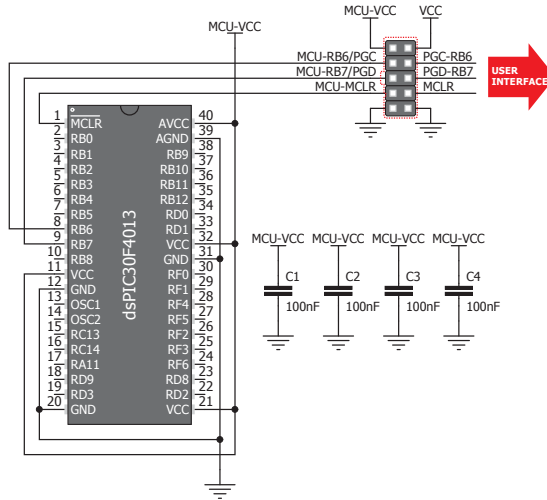 MCU-VCC VCC
MCU-VCC
MCU-RB6/PGC PGC-RB6
MCU-RB7/PGD PGD-RB7
MCU-MCLR MCLR
USER
INTERFACE
dsPIC30F4013
1 MCLR AVCC 40
2 RB0 AGND 39
3 RB1 RB9 38
4 RB2 RB10 37
5 RB3 RB11 36
6 RB4 RB12 35
7 RB5 RD0 34
8 RB6 RD1 33
9 RB7 VCC 32
10 RB8 GND 31
11 VCC RF0 30
12 GND RF1 29
13 OSC1 RF4 28
14 OSC2 RF5 27
15 RC13 RF2 26
16 RC14 RF3 25
17 RA11 RF6 24
18 RD9 RD8 23
19 RD3 RD2 22
20 GND VCC 21
MCU-VCC MCU-VCC MCU-VCC MCU-VCC
C1 C2 C3 C4
100nF 100nF 100nF 100nF